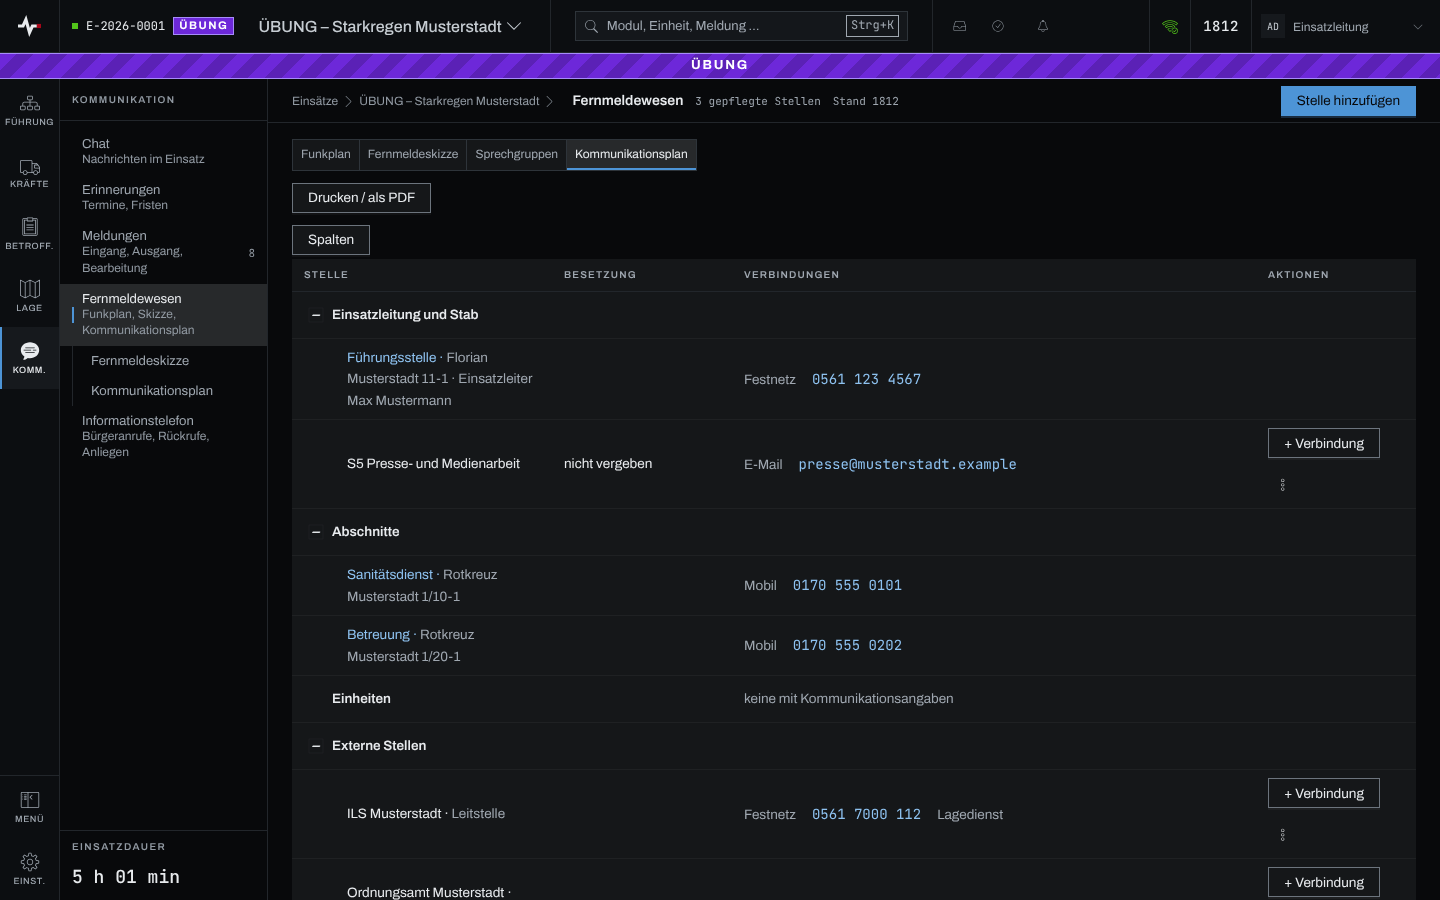 E-2026-0001 ÜBUNG ÜBUNG – Starkregen Musterstadt Modul, Einheit, Meldung ... Strg+K 1812 AD Einsatzleitung
ÜBUNG
FÜHRUNG
KRÄFTE
BETROFF.
LAGE
KOMM.
MENÜ
EINST.
KOMMUNIKATION
Chat
Nachrichten im Einsatz
Erinnerungen
Termine, Fristen
Meldungen
Eingang, Ausgang,
Bearbeitung
8
Fernmeldewesen
Funkplan, Skizze,
Kommunikationsplan
Fernmeldeskizze
Kommunikationsplan
Informationstelefon
Bürgeranrufe, Rückrufe,
Anliegen
EINSATZDAUER
5 h 01 min
Einsätze ÜBUNG – Starkregen Musterstadt Fernmeldewesen 3 gepflegte Stellen Stand 1812 Stelle hinzufügen
Funkplan Fernmeldeskizze Sprechgruppen Kommunikationsplan
Drucken / als PDF
Spalten
STELLE BESETZUNG VERBINDUNGEN AKTIONEN
– Einsatzleitung und Stab
Führungsstelle · Florian
Musterstadt 11-1 · Einsatzleiter
Max Mustermann
Festnetz 0561 123 4567
S5 Presse- und Medienarbeit nicht vergeben E-Mail presse@musterstadt.example + Verbindung
– Abschnitte
Sanitätsdienst · Rotkreuz
Musterstadt 1/10-1
Mobil 0170 555 0101
Betreuung · Rotkreuz
Musterstadt 1/20-1
Mobil 0170 555 0202
Einheiten keine mit Kommunikationsangaben
– Externe Stellen
ILS Musterstadt · Leitstelle Festnetz 0561 7000 112 Lagedienst + Verbindung
Ordnungsamt Musterstadt · + Verbindung